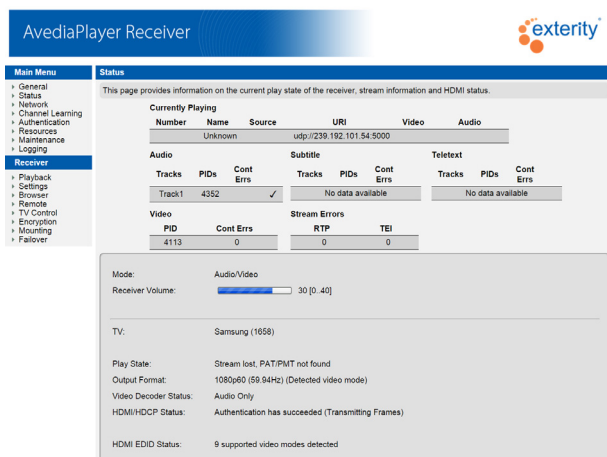 AvediaPlayer Receiver
exterity
Main Menu
General
Status
Network
Channel Learning
Authentication
Resources
Maintenance
Logging
Receiver
Playback
Settings
Browser
Remote
TV Control
Encryption
Mounting
Failover
Status
This page provides information on the current play state of the receiver, stream information and HDMI status.
Currently Playing
Number Name Source URI Video Audio
Unknown udp://239.192.101.54:5000
Audio Subtitle Teletext
Tracks PIDs Cont Errs Tracks PIDs Cont Errs Tracks PIDs Cont Errs
Track1 4352 ✓ No data available No data available
Video Stream Errors
PID Cont Errs RTP TEI
4113 0 0 0
Mode: Audio/Video
Receiver Volume: 30 [0..40]
TV: Samsung (1658)
Play State: Stream lost, PAT/PMT not found
Output Format: 1080p60 (59.94Hz) (Detected video mode)
Video Decoder Status: Audio Only
HDMI/HDCP Status: Authentication has succeeded (Transmitting Frames)
HDMI EDID Status: 9 supported video modes detected